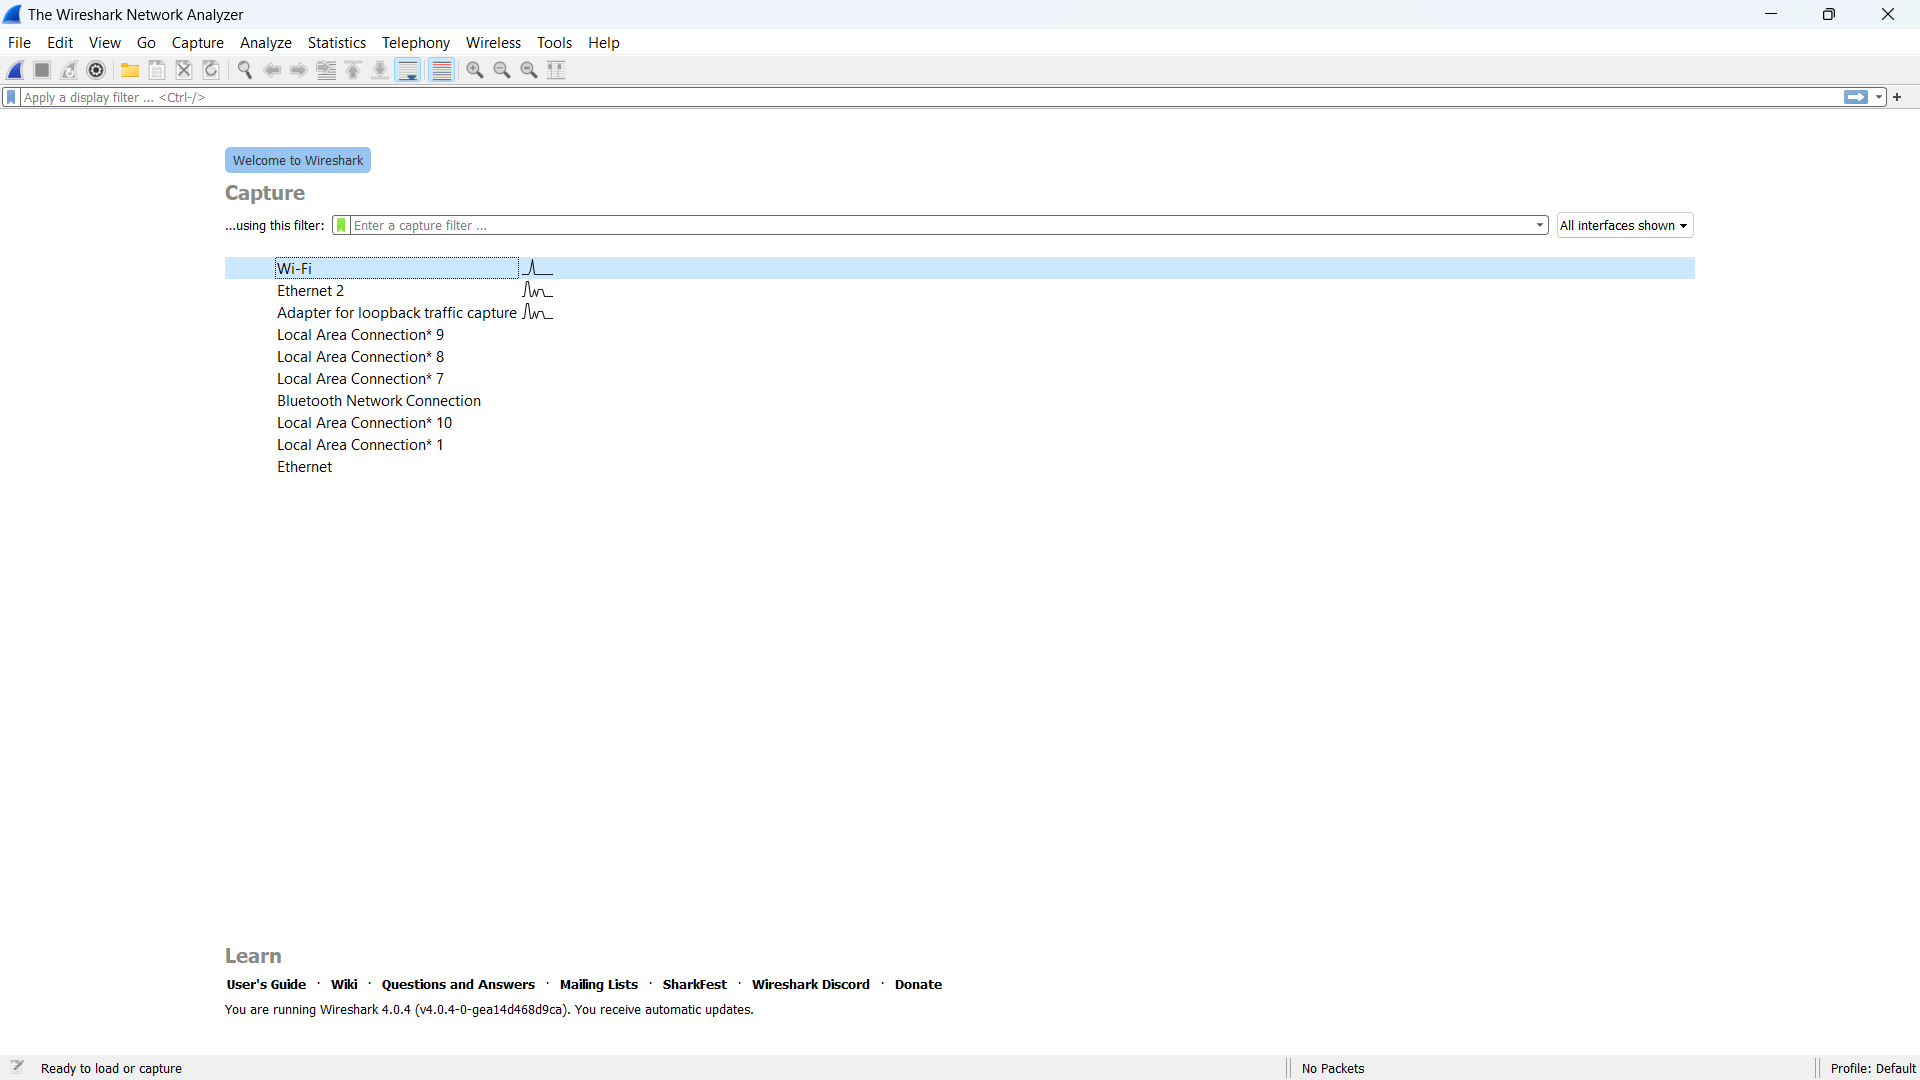 The Wireshark Network Analyzer
File Edit View Go Capture Analyze Statistics Telephony Wireless Tools Help
Apply a display filter ... <Ctrl-/>
Welcome to Wireshark
Capture
...using this filter: Enter a capture filter ... All interfaces shown
Wi-Fi
Ethernet 2
Adapter for loopback traffic capture
Local Area Connection* 9
Local Area Connection* 8
Local Area Connection* 7
Bluetooth Network Connection
Local Area Connection* 10
Local Area Connection* 1
Ethernet
Learn
User's Guide · Wiki · Questions and Answers · Mailing Lists · SharkFest · Wireshark Discord · Donate
You are running Wireshark 4.0.4 (v4.0.4-0-gea14d468d9ca). You receive automatic updates.
Ready to load or capture No Packets Profile: Default